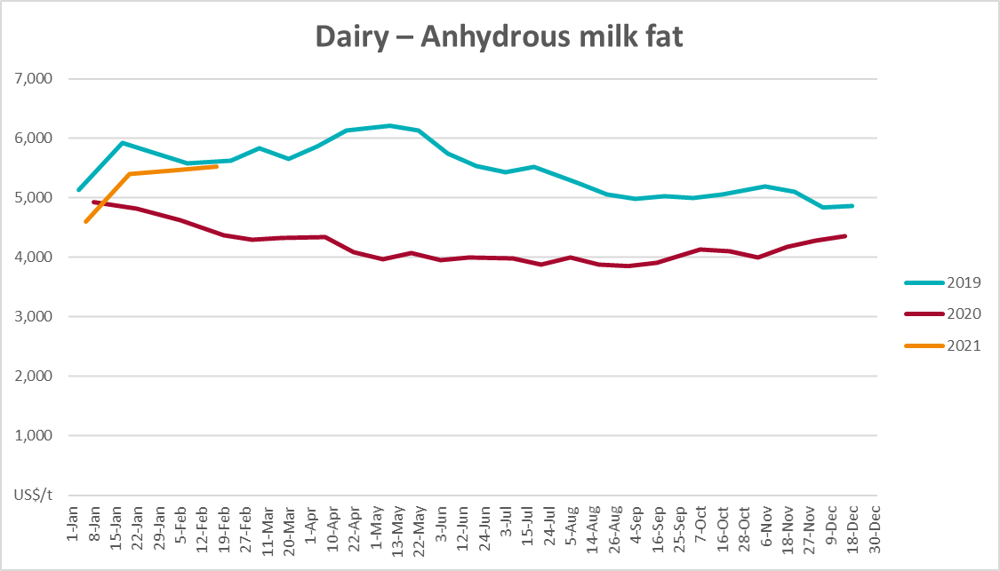 Dairy – Anhydrous milk fat
7,000
6,000
5,000
4,000
3,000
2,000
1,000
US$/t
1-Jan
8-Jan
15-Jan
22-Jan
29-Jan
5-Feb
12-Feb
19-Feb
27-Feb
11-Mar
20-Mar
1-Apr
10-Apr
22-Apr
1-May
13-May
22-May
3-Jun
12-Jun
24-Jun
3-Jul
15-Jul
24-Jul
5-Aug
14-Aug
26-Aug
4-Sep
16-Sep
25-Sep
7-Oct
16-Oct
28-Oct
6-Nov
18-Nov
27-Nov
9-Dec
18-Dec
30-Dec
2019
2020
2021